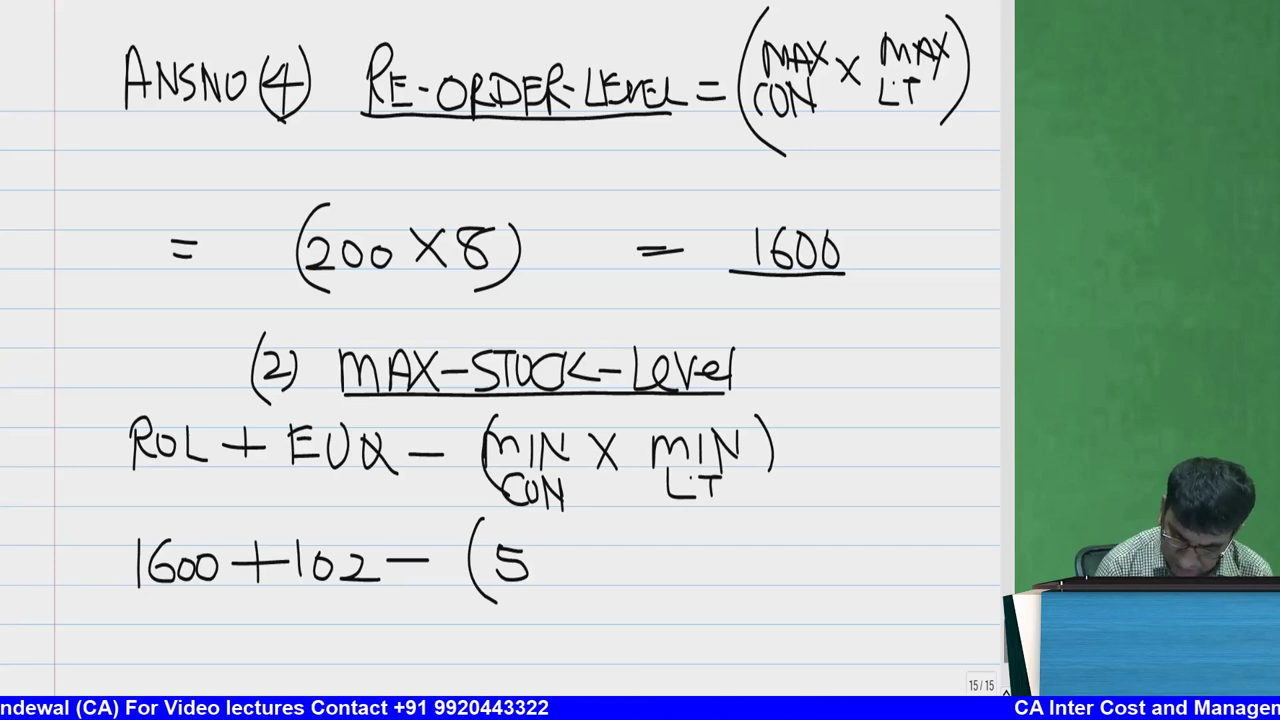 ANSNO (4) RE-ORDER-LEVEL = (MAX CON X MAX L.T)
= (200 X 8) = 1600
(2) MAX-STOCK-Level
ROL + EOQ - (MIN CON X MIN L.T)
1600 + 102 - (5
15/15
ndewal (CA) For Video lectures Contact +91 9920443322
CA Inter Cost and Managen